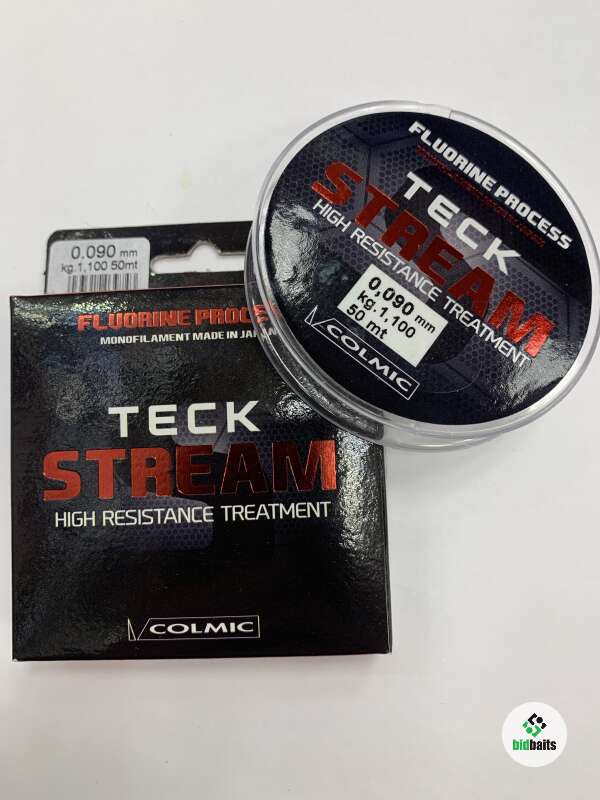 0.090 mm
kg.1,100 50mt
FLUORINE PROCE
MONOFILAMENT MADE IN JAPAN
TECK
STREAM
HIGH RESISTANCE TREATMENT
COLMIC
FLUORINE PROCESS
TECK
STREAM
HIGH RESISTANCE TREATMENT
0,090 mm
kg.1,100
50 mt
COLMIC
bidbaits